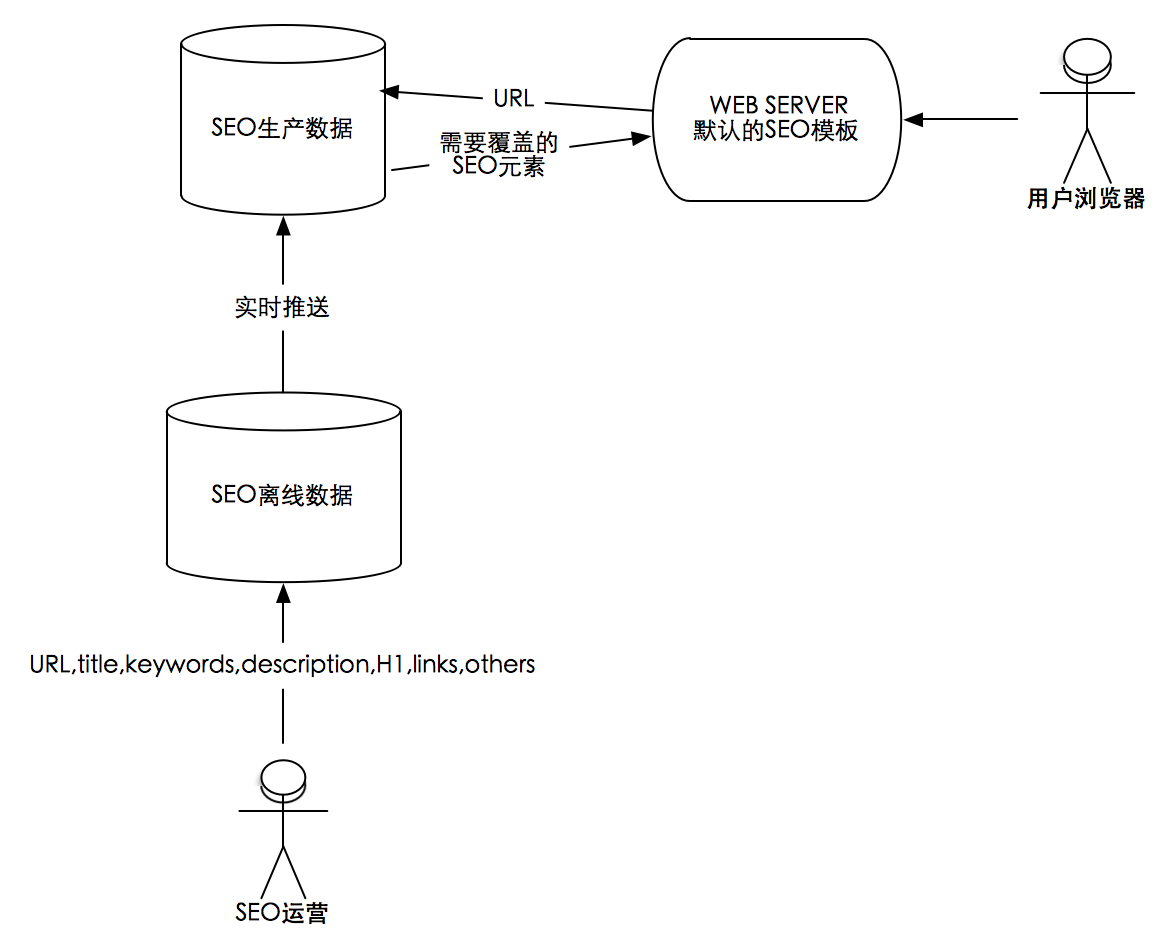 SEO生产数据
URL
需要覆盖的
SEO元素
WEB SERVER
默认的SEO模板
用户浏览器
实时推送
SEO离线数据
URL,title,keywords,description,H1,links,others
SEO运营